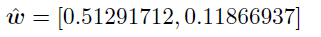 ŵ = [0.51291712, 0.11866937]